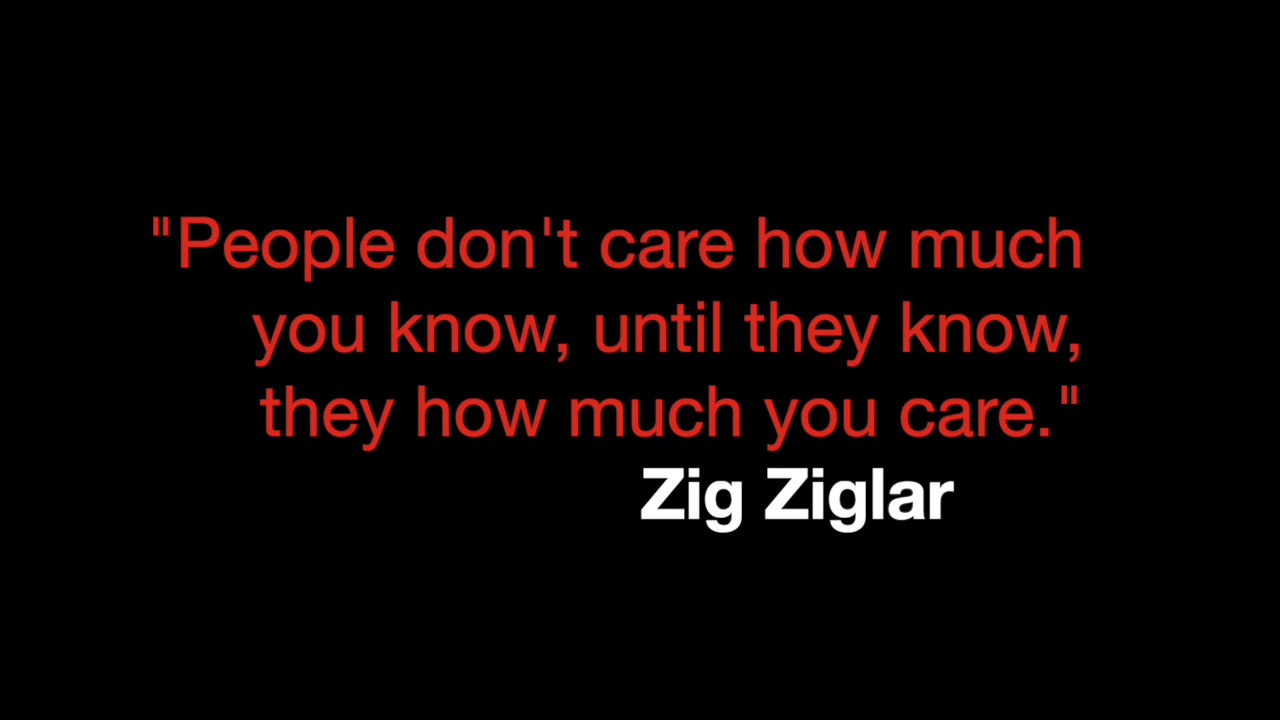 "People don't care how much
you know, until they know,
they how much you care."
Zig Ziglar